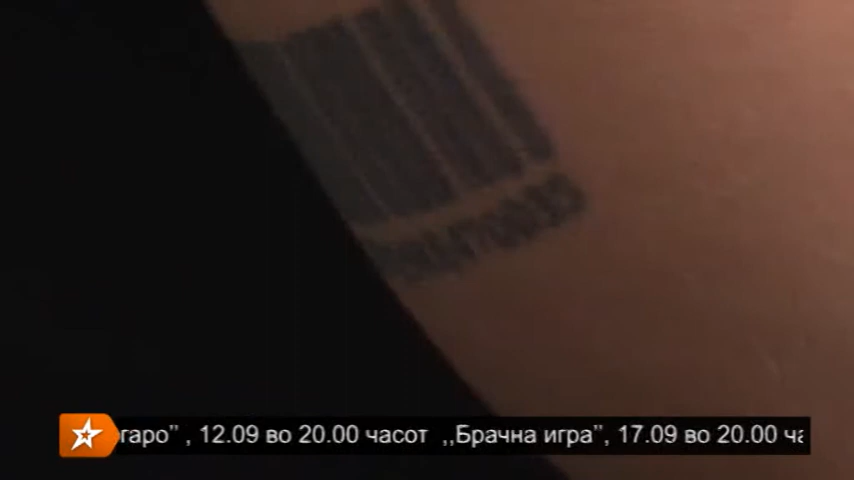 гаро" , 12.09 во 20.00 часот ,,Брачна игра", 17.09 во 20.00 ча